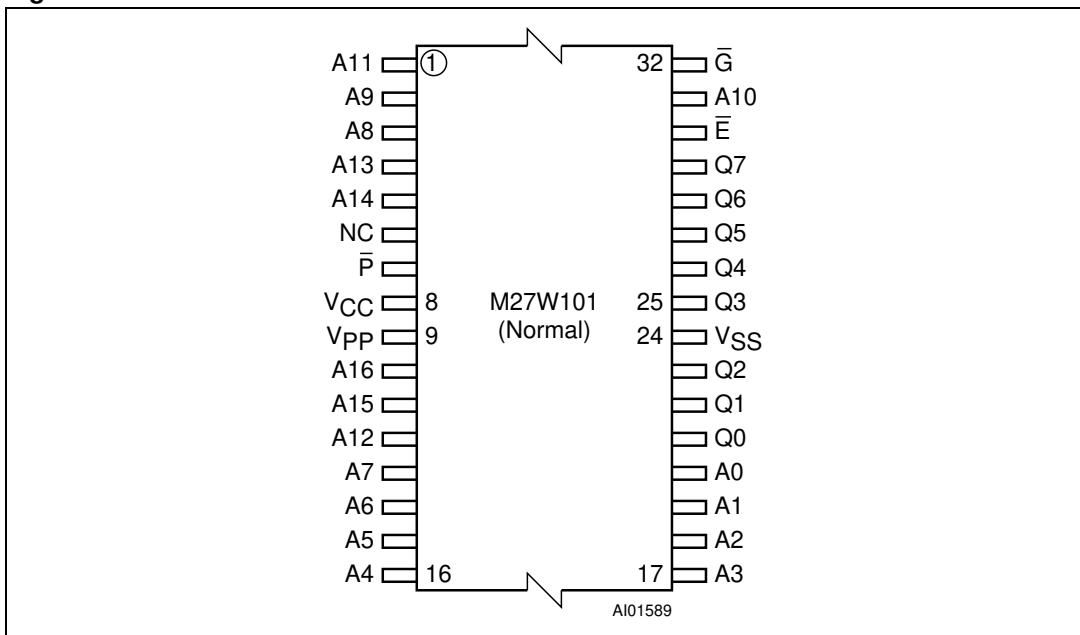 A11 1 32 G̅
A9 A10
A8 E̅
A13 Q7
A14 Q6
NC Q5
P̅ Q4
VCC 8 M27W101 25 Q3
(Normal)
VPP 9 24 VSS
A16 Q2
A15 Q1
A12 Q0
A7 A0
A6 A1
A5 A2
A4 16 17 A3
AI01589